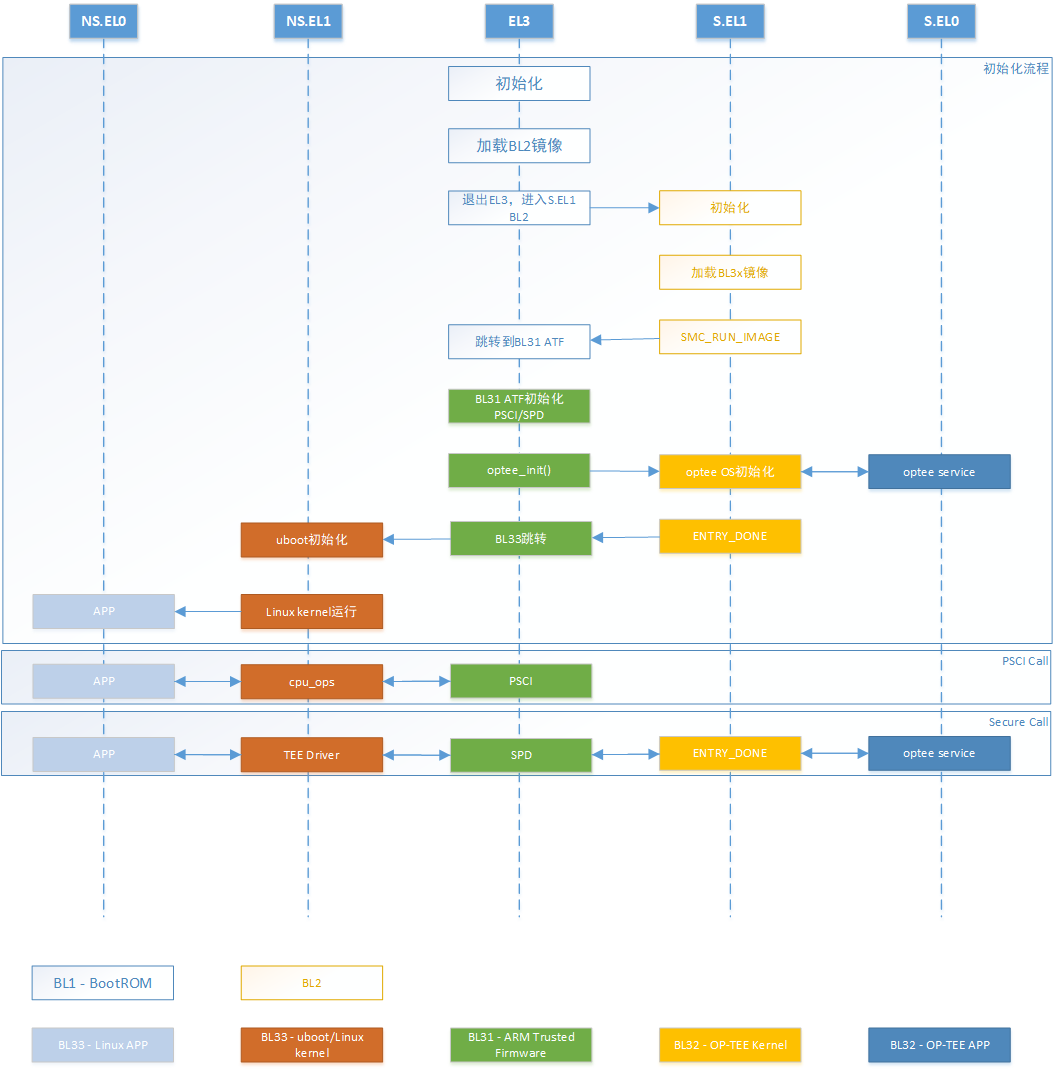 NS.EL0
NS.EL1
EL3
S.EL1
S.EL0
初始化流程
初始化
加载BL2镜像
退出EL3，进入S.EL1
BL2
初始化
加载BL3x镜像
跳转到BL31 ATF
SMC_RUN_IMAGE
BL31 ATF初始化
PSCI/SPD
optee_init()
optee OS初始化
optee service
uboot初始化
BL33跳转
ENTRY_DONE
APP
Linux kernel运行
PSCI Call
APP
cpu_ops
PSCI
Secure Call
APP
TEE Driver
SPD
ENTRY_DONE
optee service
BL1 - BootROM
BL2
BL33 - Linux APP
BL33 - uboot/Linux
kernel
BL31 - ARM Trusted
Firmware
BL32 - OP-TEE Kernel
BL32 - OP-TEE APP